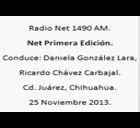 Radio Net 1490 AM.
Net Primera Edición.
Conduce: Daniela González Lara,
Ricardo Chávez Carbajal.
Cd. Juárez, Chihuahua.
25 Noviembre 2013.